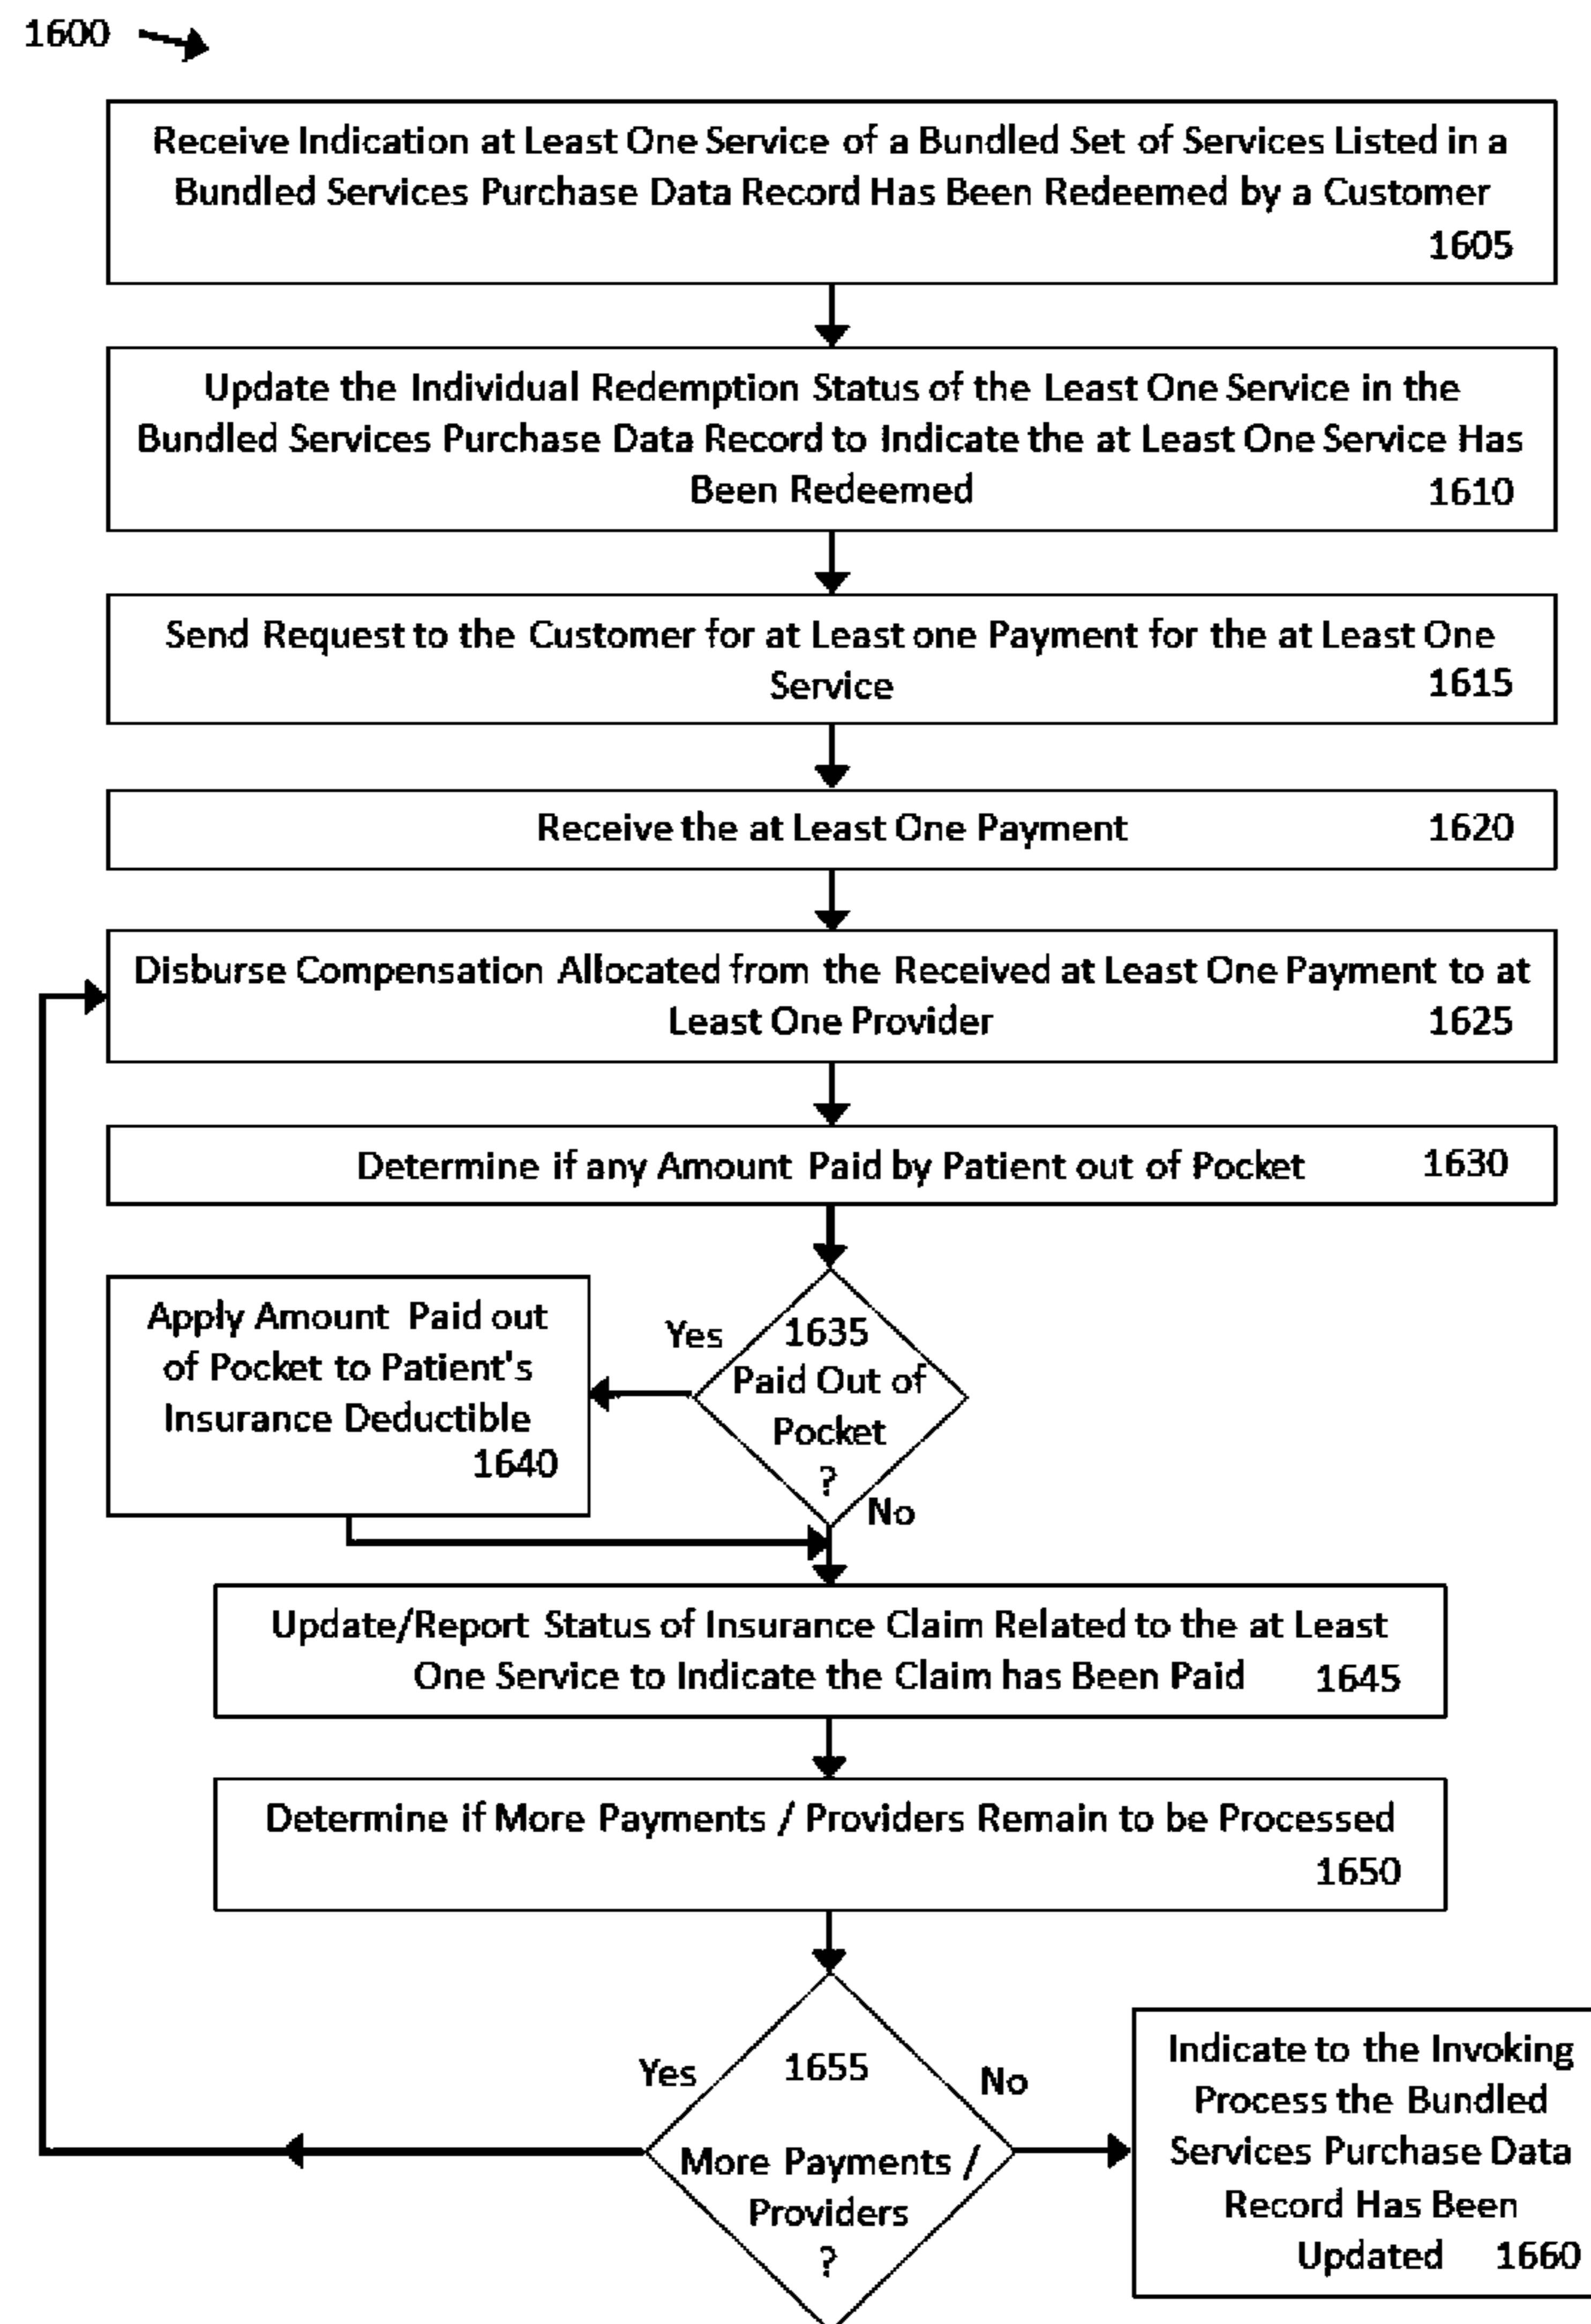 1600
Receive Indication at Least One Service of a Bundled Set of Services Listed in a
Bundled Services Purchase Data Record Has Been Redeemed by a Customer
1605
Update the Individual Redemption Status of the Least One Service in the
Bundled Services Purchase Data Record to Indicate the at Least One Service Has
Been Redeemed 1610
Send Request to the Customer for at Least one Payment for the at Least One
Service 1615
Receive the at Least One Payment 1620
Disburse Compensation Allocated from the Received at Least One Payment to at
Least One Provider 1625
Determine if any Amount Paid by Patient out of Pocket 1630
Apply Amount Paid out
of Pocket to Patient's
Insurance Deductible
1640
Yes
1635
Paid Out of
Pocket
?
No
Update/Report Status of Insurance Claim Related to the at Least
One Service to Indicate the Claim has Been Paid 1645
Determine if More Payments / Providers Remain to be Processed
1650
Yes
1655
More Payments /
Providers
?
No
Indicate to the Invoking
Process the Bundled
Services Purchase Data
Record Has Been
Updated 1660